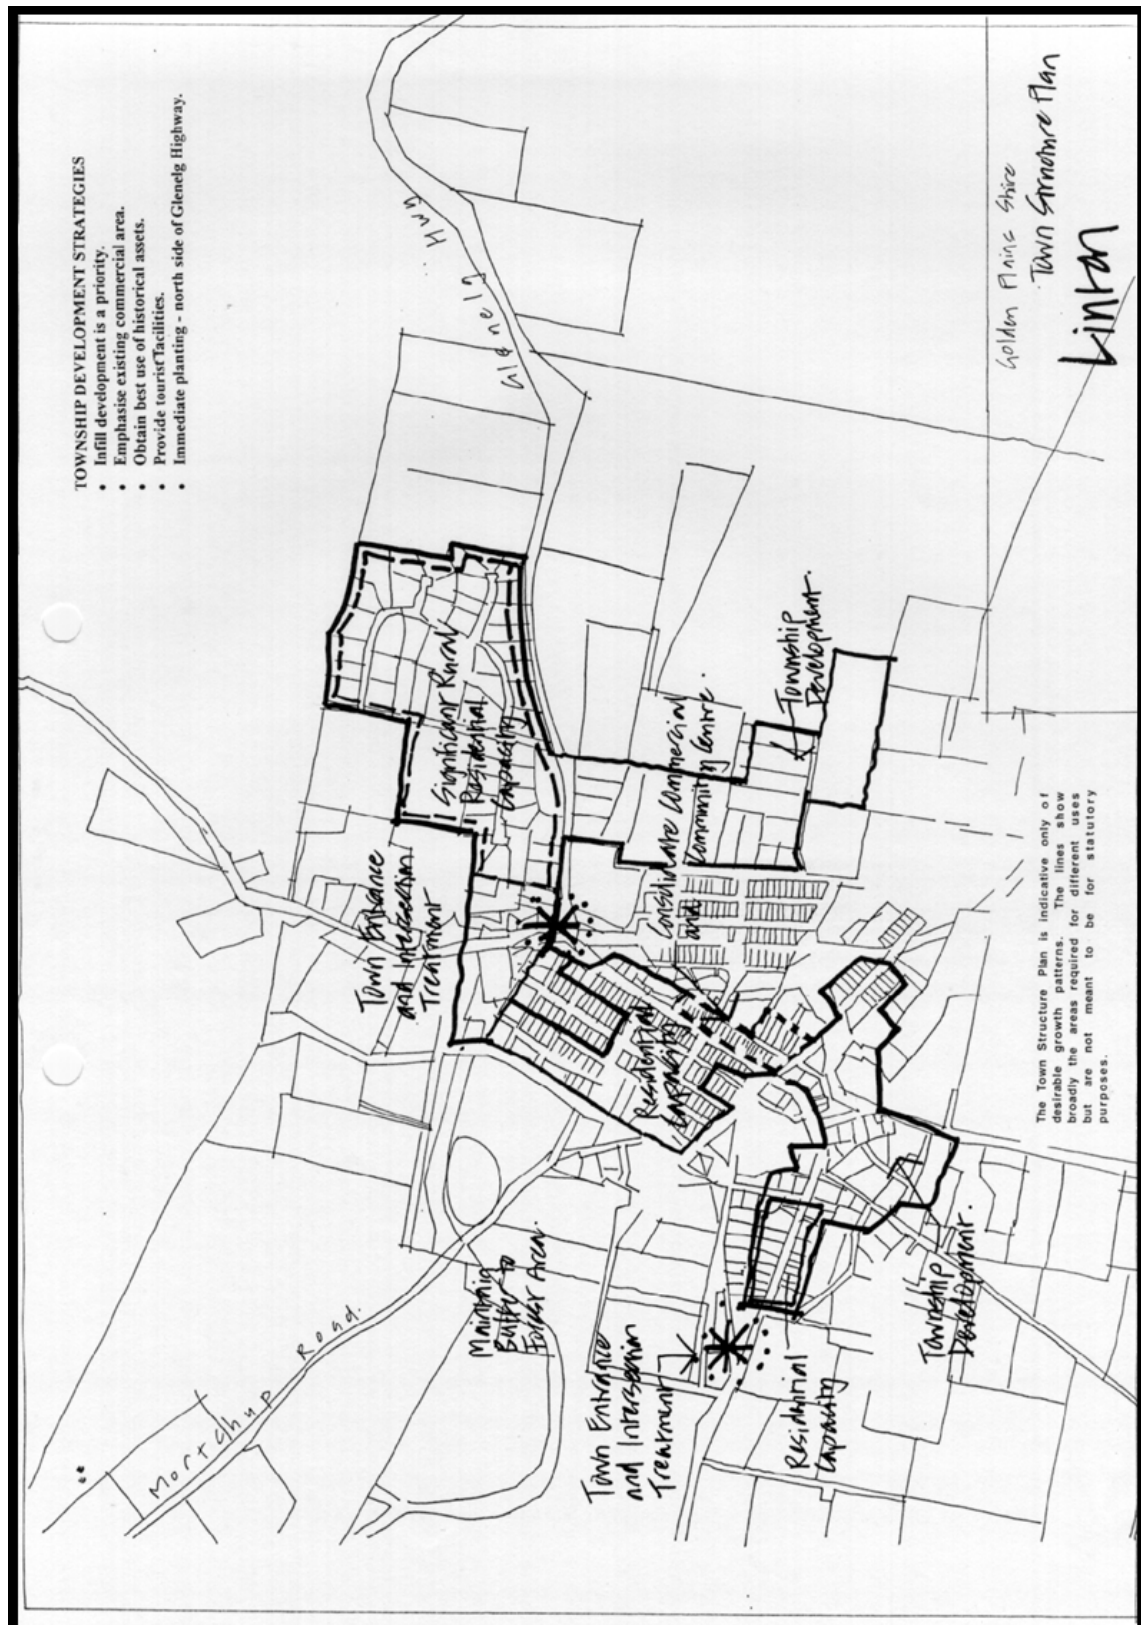 TOWNSHIP DEVELOPMENT STRATEGIES
• Infill development is a priority.
• Emphasise existing commercial area.
• Obtain best use of historical assets.
• Provide tourist Facilities.
• Immediate planting - north side of Glenelg Highway.
Glenelg Hwy
Significant Rural
Residential
Capacity
Town Entrance
and Intersection
Treatment
Consolidate Commercial
and Community Centre.
Township
Development.
Residential
Capacity
Mortchup Road.
Maintain
Buffer to
Forest Area.
Town Entrance
and Intersection
Treatment
Residential
Capacity
Township
Development.
The Town Structure Plan is indicative only of
desirable growth patterns. The lines show
broadly the areas required for different uses
but are not meant to be for statutory
purposes.
Golden Plains Shire
Town Structure Plan
Linton